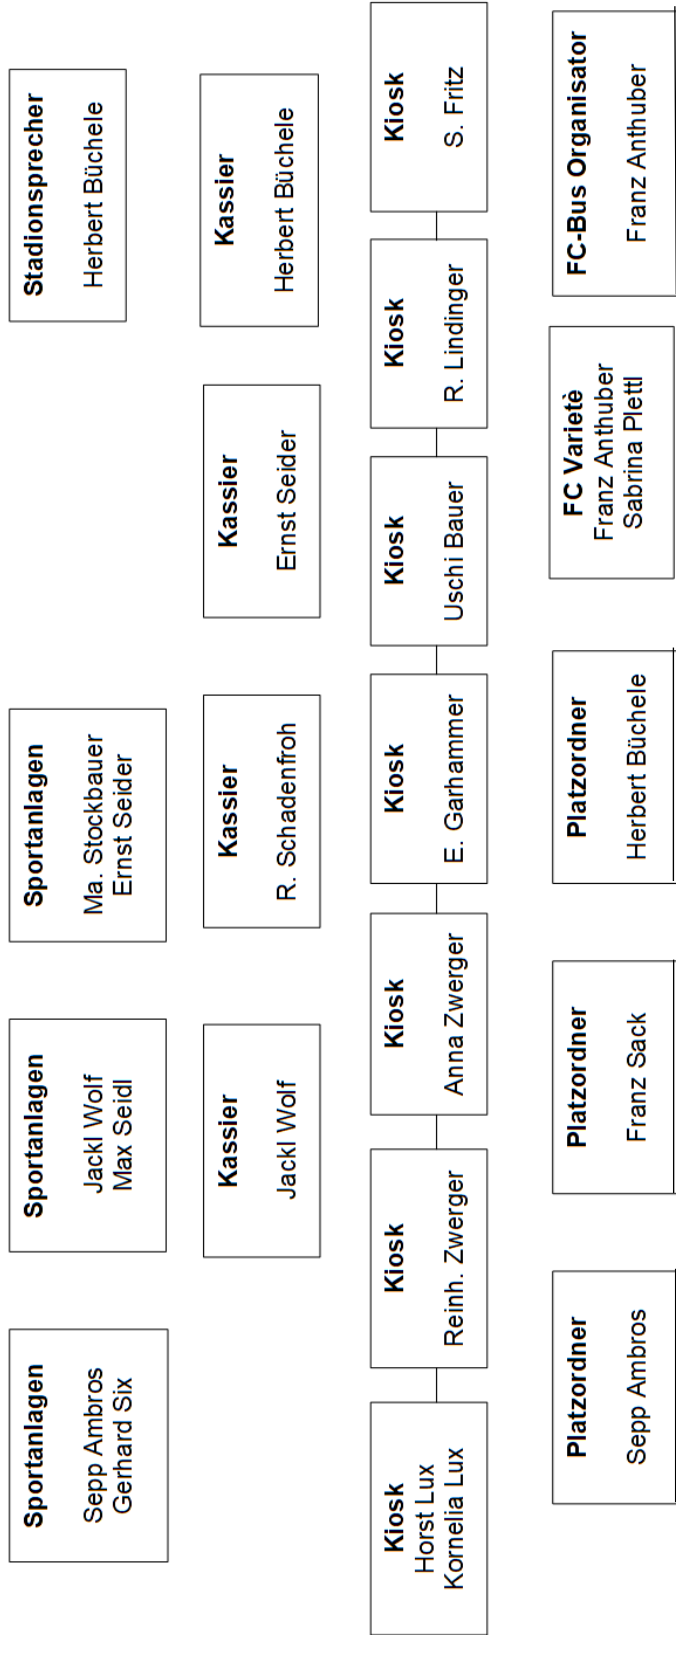 Sportanlagen
Sepp Ambros
Gerhard Six
Sportanlagen
Jackl Wolf
Max Seidl
Sportanlagen
Ma. Stockbauer
Ernst Seider
Stadionsprecher
Herbert Büchele
Kassier
Jackl Wolf
Kassier
R. Schadenfroh
Kassier
Ernst Seider
Kassier
Herbert Büchele
Kiosk
Horst Lux
Kornelia Lux
Kiosk
Reinh. Zwerger
Kiosk
Anna Zwerger
Kiosk
E. Garhammer
Kiosk
Uschi Bauer
Kiosk
R. Lindinger
Kiosk
S. Fritz
Platzordner
Sepp Ambros
Platzordner
Franz Sack
Platzordner
Herbert Büchele
FC Varietè
Franz Anthuber
Sabrina Plettl
FC-Bus Organisator
Franz Anthuber